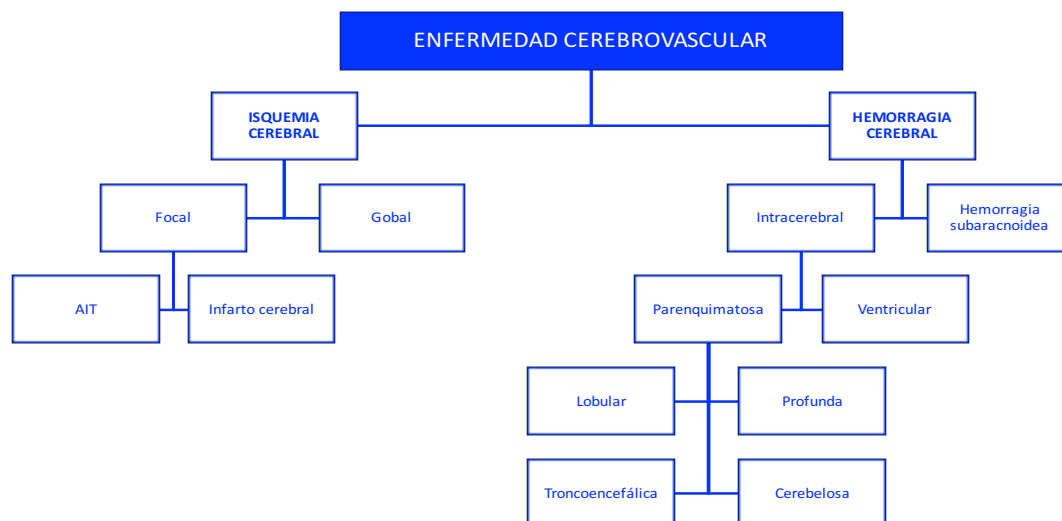 ENFERMEDAD CEREBROVASCULAR
ISQUEMIA
CEREBRAL
HEMORRAGIA
CEREBRAL
Focal
Gobal
Intracerebral
Hemorragia
subaracnoidea
AIT
Infarto cerebral
Parenquimatosa
Ventricular
Lobular
Profunda
Troncoencefálica
Cerebelosa